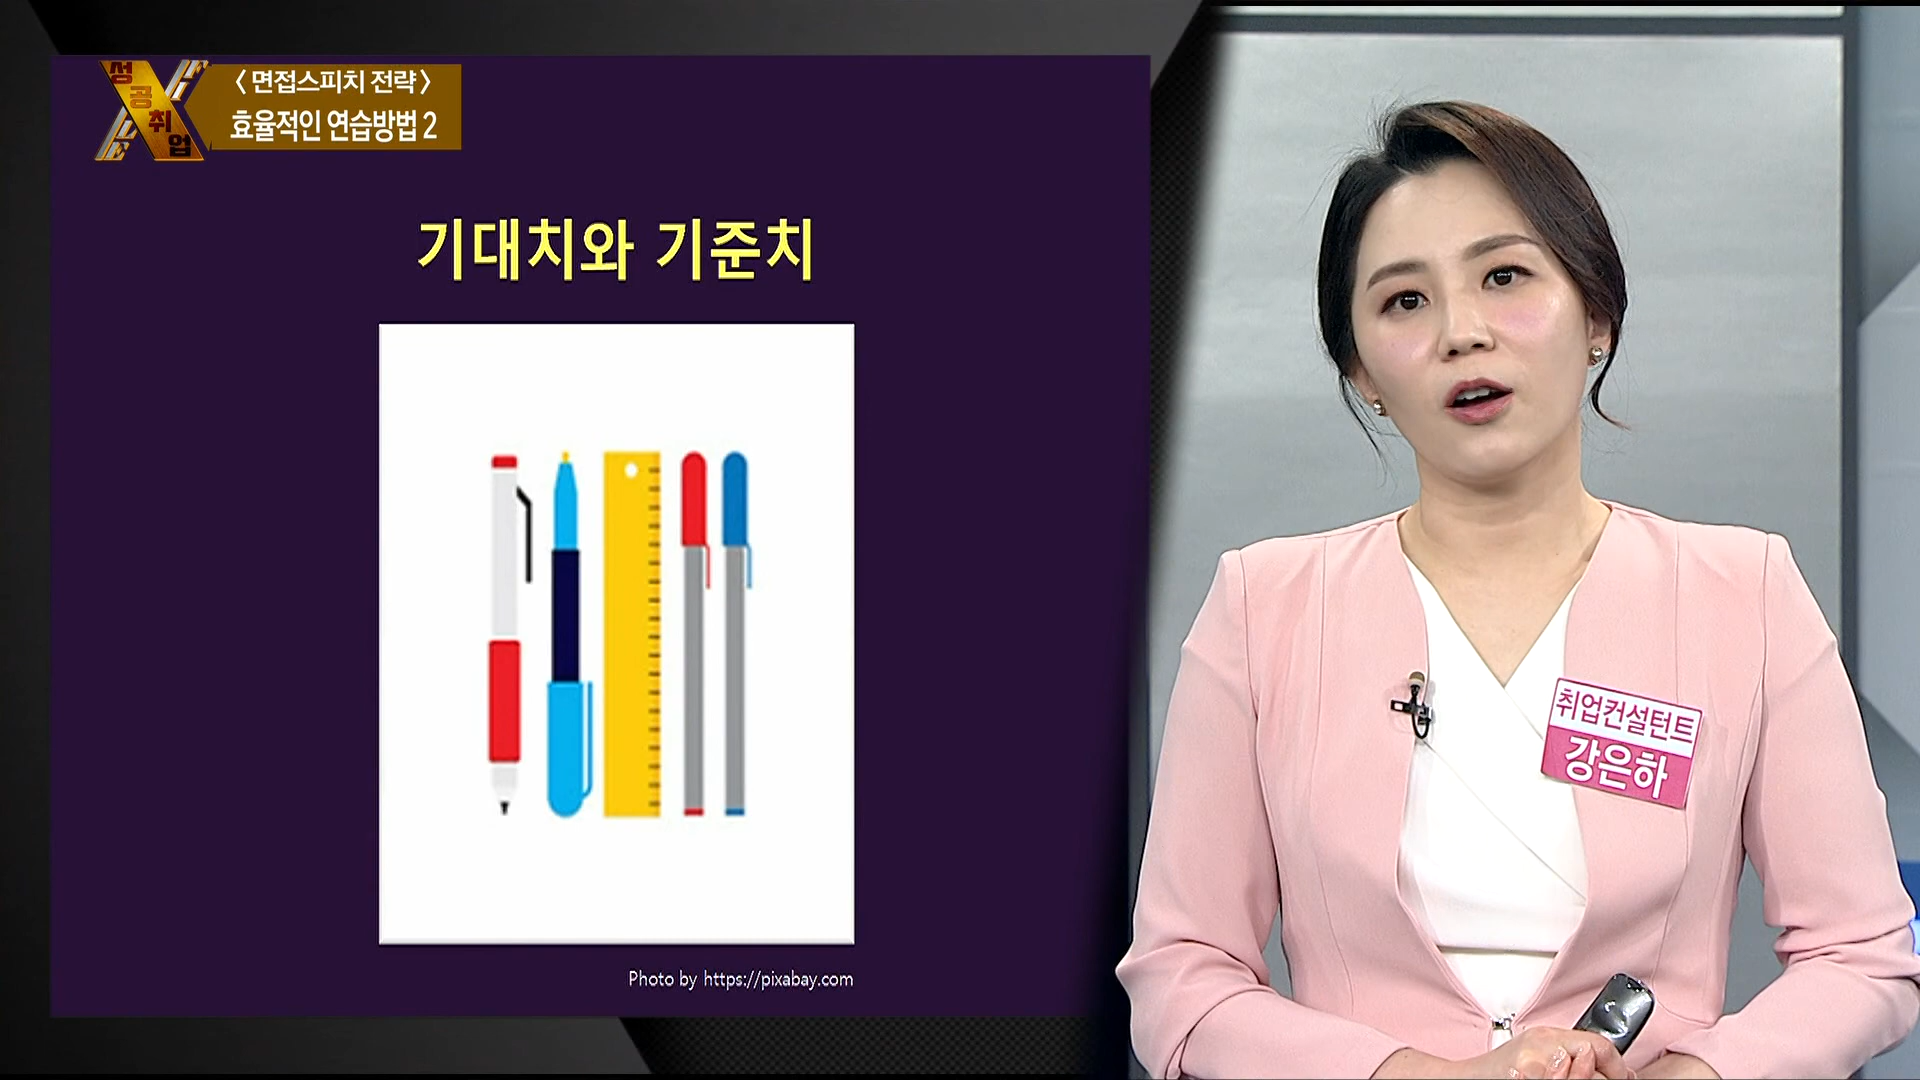 성공취업
〈 면접스피치 전략 〉
효율적인 연습방법 2
기대치와 기준치
Photo by https://pixabay.com
취업컨설턴트
강은하